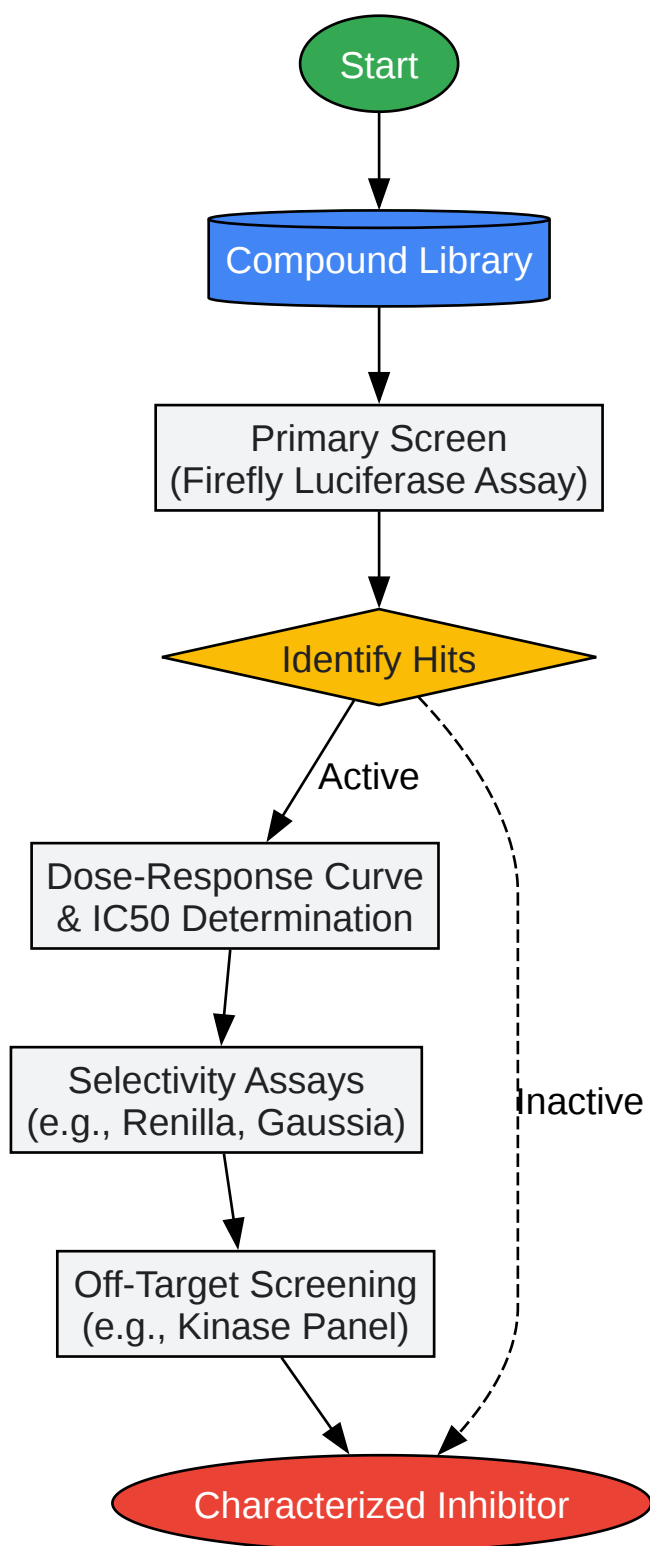 Start
Compound Library
Primary Screen
(Firefly Luciferase Assay)
Identify Hits
Active
Dose-Response Curve
& IC50 Determination
Selectivity Assays
(e.g., Renilla, Gaussia)
Inactive
Off-Target Screening
(e.g., Kinase Panel)
Characterized Inhibitor